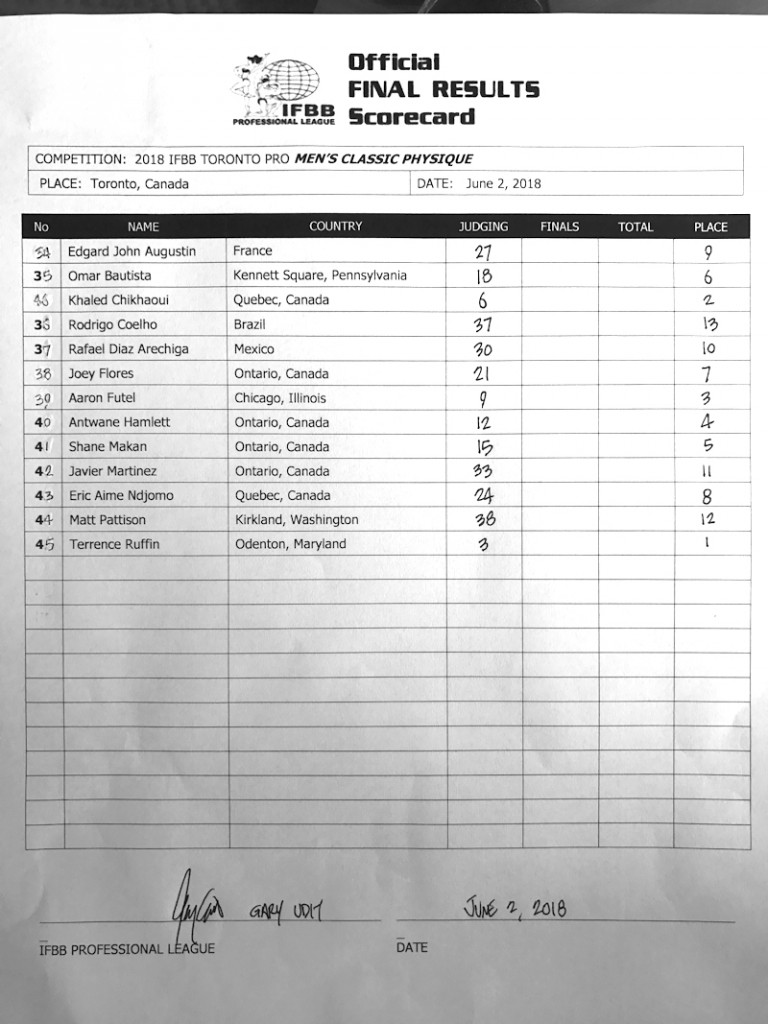 Official
FINAL RESULTS
Scorecard
IFBB
PROFESSIONAL LEAGUE
COMPETITION: 2018 IFBB TORONTO PRO MEN'S CLASSIC PHYSIQUE
PLACE: Toronto, Canada DATE: June 2, 2018
No NAME COUNTRY JUDGING FINALS TOTAL PLACE
34 Edgard John Augustin France 27 9
35 Omar Bautista Kennett Square, Pennsylvania 18 6
46 Khaled Chikhaoui Quebec, Canada 6 2
36 Rodrigo Coelho Brazil 37 13
37 Rafael Diaz Arechiga Mexico 30 10
38 Joey Flores Ontario, Canada 21 7
39 Aaron Futel Chicago, Illinois 9 3
40 Antwane Hamlett Ontario, Canada 12 4
41 Shane Makan Ontario, Canada 15 5
42 Javier Martinez Ontario, Canada 33 11
43 Eric Aime Ndjomo Quebec, Canada 24 8
44 Matt Pattison Kirkland, Washington 38 12
45 Terrence Ruffin Odenton, Maryland 3 1
GARY UDIT JUNE 2, 2018
IFBB PROFESSIONAL LEAGUE DATE